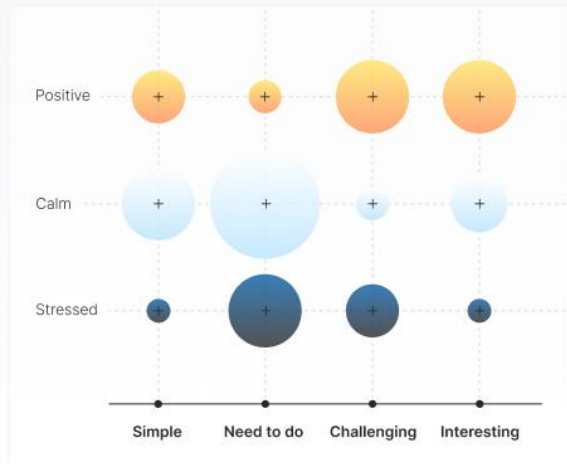 Positive
Calm
Stressed
Simple Need to do Challenging Interesting